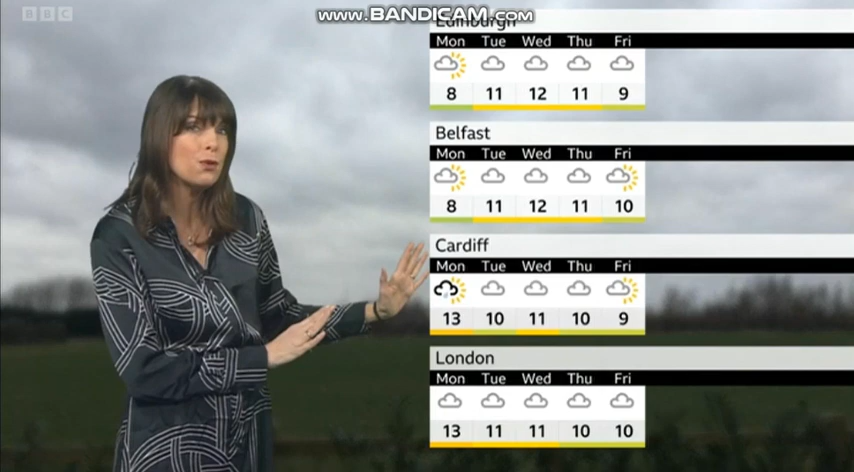 BBC
www.BANDICAM.com
Edinburgh
Mon Tue Wed Thu Fri
8 11 12 11 9
Belfast
Mon Tue Wed Thu Fri
8 11 12 11 10
Cardiff
Mon Tue Wed Thu Fri
13 10 11 10 9
London
Mon Tue Wed Thu Fri
13 11 11 10 10